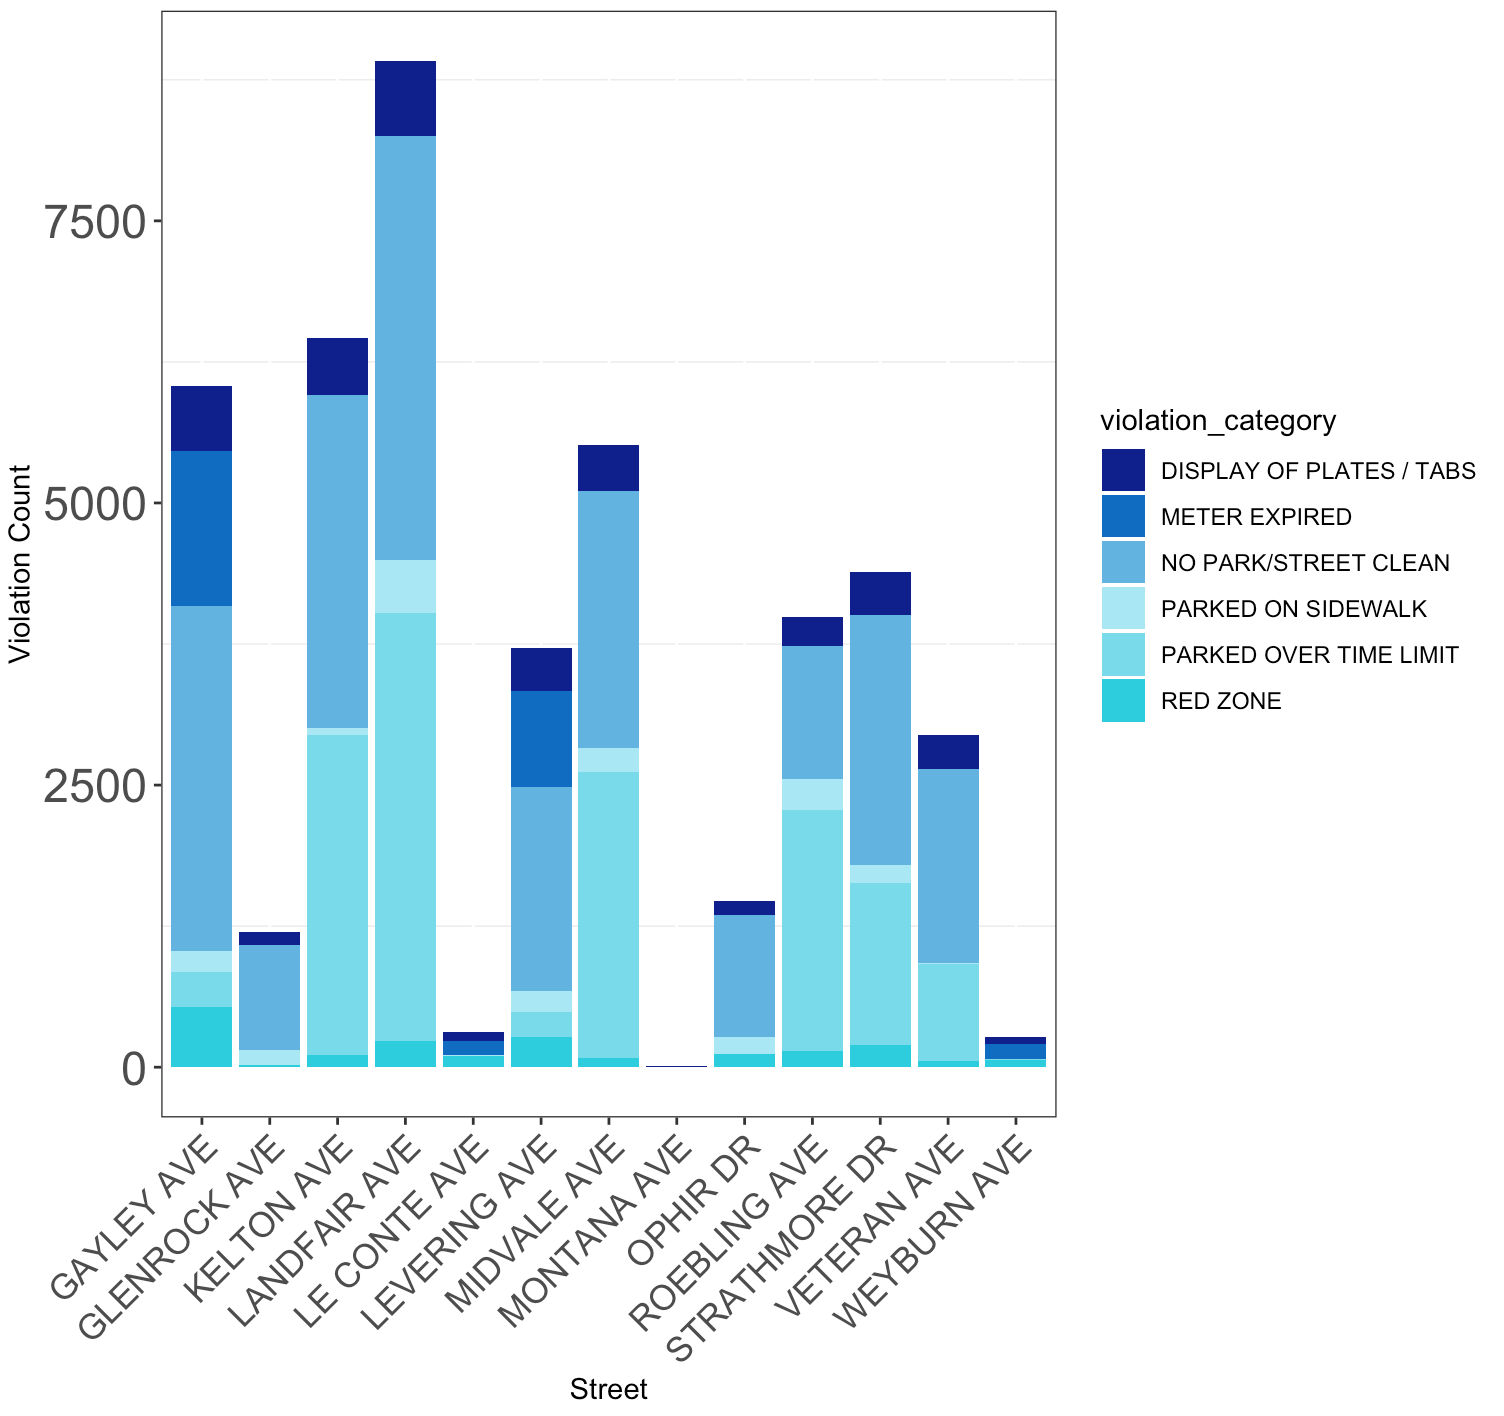 Violation Count
7500
5000
2500
0
GAYLEY AVE
GLENROCK AVE
KELTON AVE
LANDFAIR AVE
LE CONTE AVE
LEVERING AVE
MIDVALE AVE
MONTANA AVE
OPHIR DR
ROEBLING AVE
STRATHMORE DR
VETERAN AVE
WEYBURN AVE
Street
violation_category
DISPLAY OF PLATES / TABS
METER EXPIRED
NO PARK/STREET CLEAN
PARKED ON SIDEWALK
PARKED OVER TIME LIMIT
RED ZONE